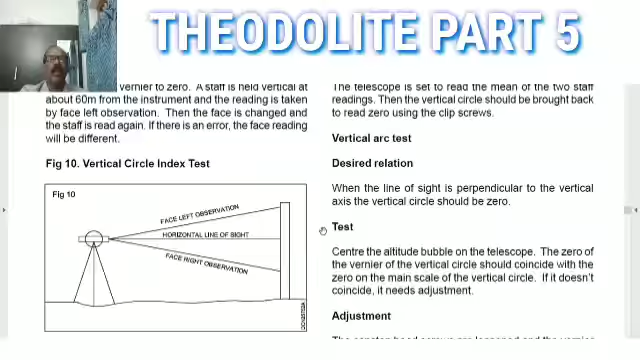 THEODOLITE PART 5
vernier to zero. A staff is held vertical at
about 60m from the instrument and the reading is taken
by face left observation. Then the face is changed and
the staff is read again. If there is an error, the face reading
will be different.
Fig 10. Vertical Circle Index Test
Fig 10
FACE LEFT OBSERVATION
HORIZONTAL LINE OF SIGHT
FACE RIGHT OBSERVATION
The telescope is set to read the mean of the two staff
readings. Then the vertical circle should be brought back
to read zero using the clip screws.
Vertical arc test
Desired relation
When the line of sight is perpendicular to the vertical
axis the vertical circle should be zero.
Test
Centre the altitude bubble on the telescope. The zero of
the vernier of the vertical circle should coincide with the
zero on the main scale of the vertical circle. If it doesn't
coincide, it needs adjustment.
Adjustment